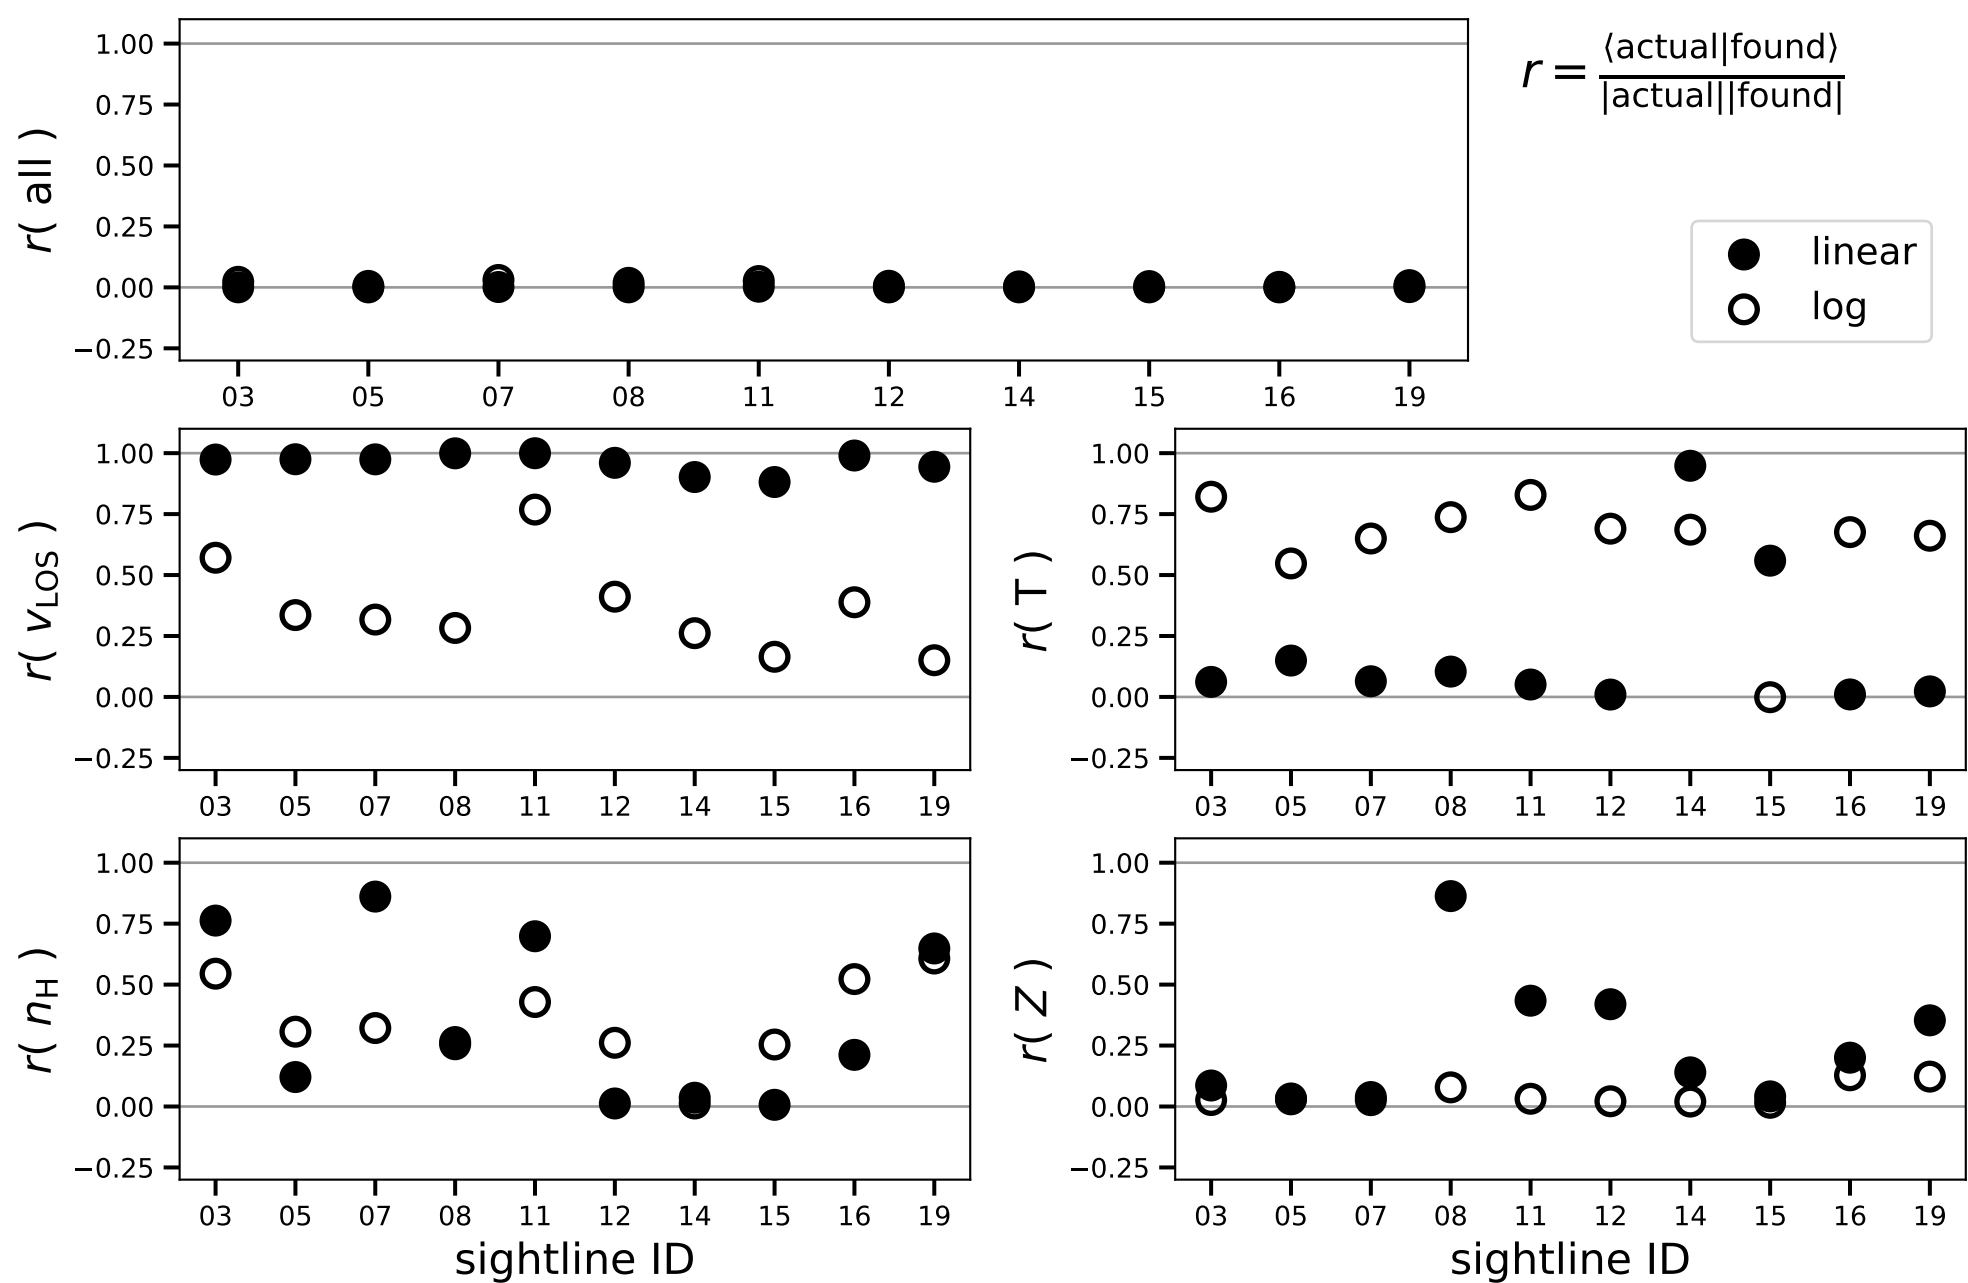 r( all )
1.00
0.75
0.50
0.25
0.00
−0.25
03 05 07 08 11 12 14 15 16 19
r = ⟨actual|found⟩ / |actual||found|
linear
log
r( v_LOS )
1.00
0.75
0.50
0.25
0.00
−0.25
03 05 07 08 11 12 14 15 16 19
r( T )
1.00
0.75
0.50
0.25
0.00
−0.25
03 05 07 08 11 12 14 15 16 19
r( n_H )
1.00
0.75
0.50
0.25
0.00
−0.25
03 05 07 08 11 12 14 15 16 19
sightline ID
r( Z )
1.00
0.75
0.50
0.25
0.00
−0.25
03 05 07 08 11 12 14 15 16 19
sightline ID